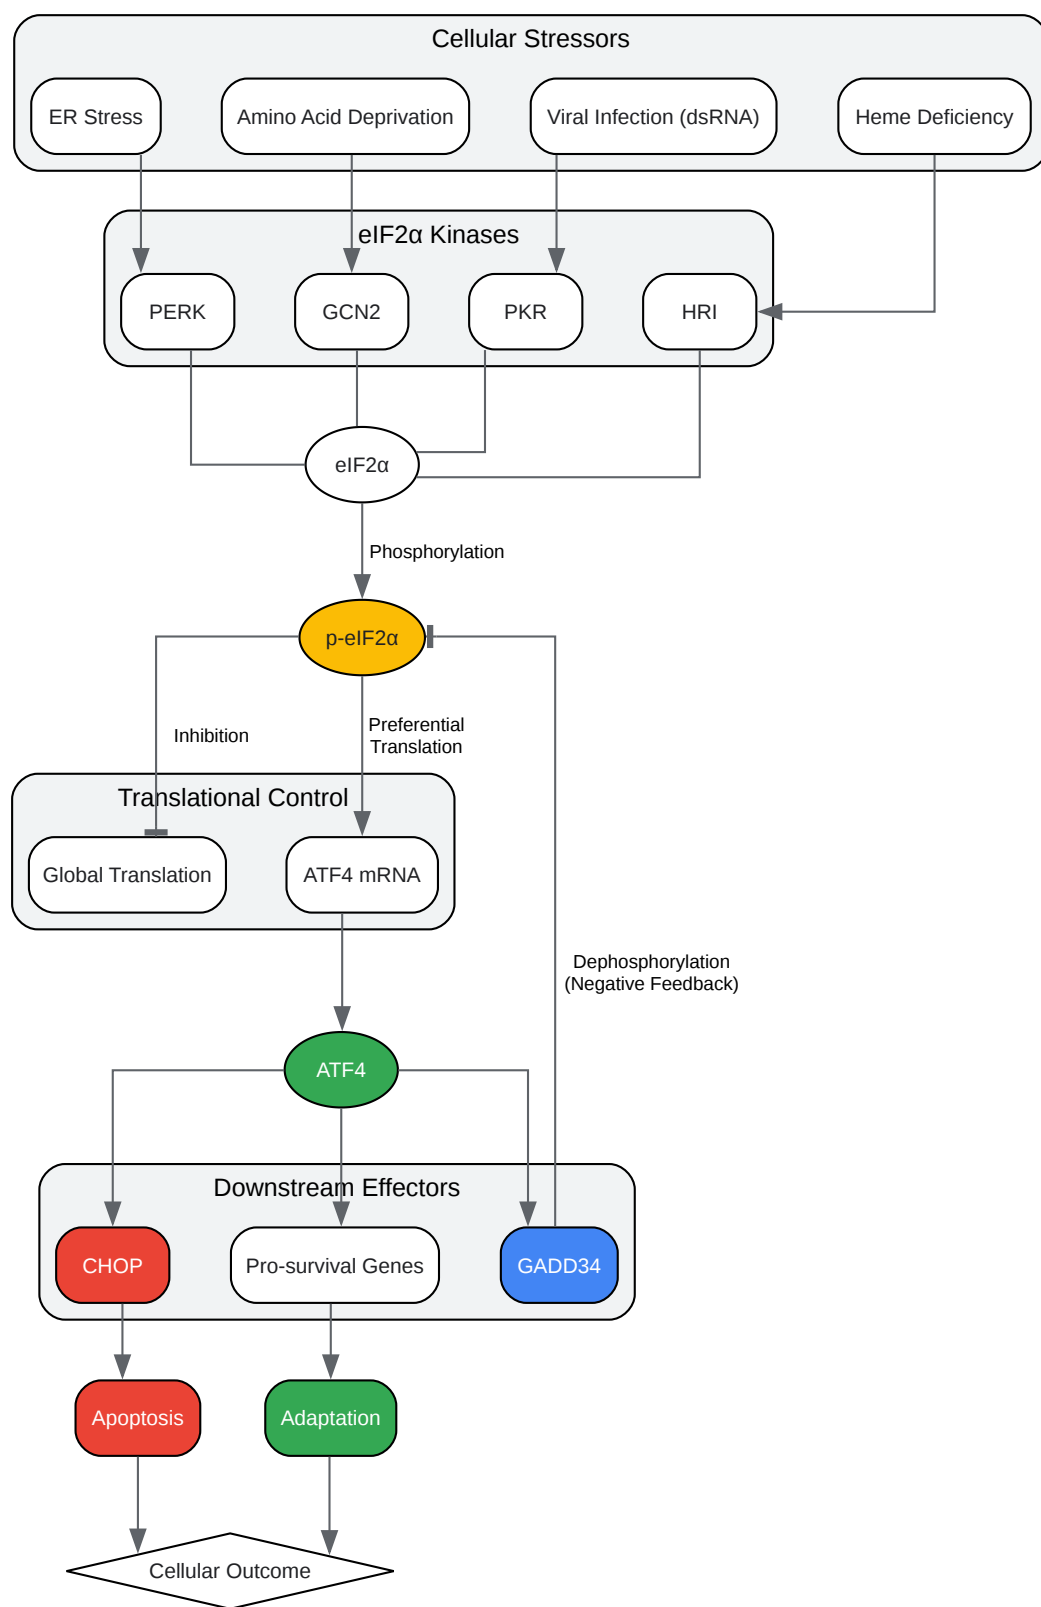 Cellular Stressors
ER Stress
Amino Acid Deprivation
Viral Infection (dsRNA)
Heme Deficiency
eIF2α Kinases
PERK
GCN2
PKR
HRI
eIF2α
Phosphorylation
p-eIF2α
Inhibition
Preferential
Translation
Translational Control
Global Translation
ATF4 mRNA
Dephosphorylation
(Negative Feedback)
ATF4
Downstream Effectors
CHOP
Pro-survival Genes
GADD34
Apoptosis
Adaptation
Cellular Outcome